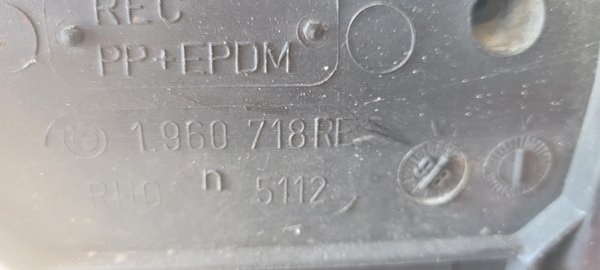 REC
PP+EPDM
1.960 718 RE
RHO n 5112